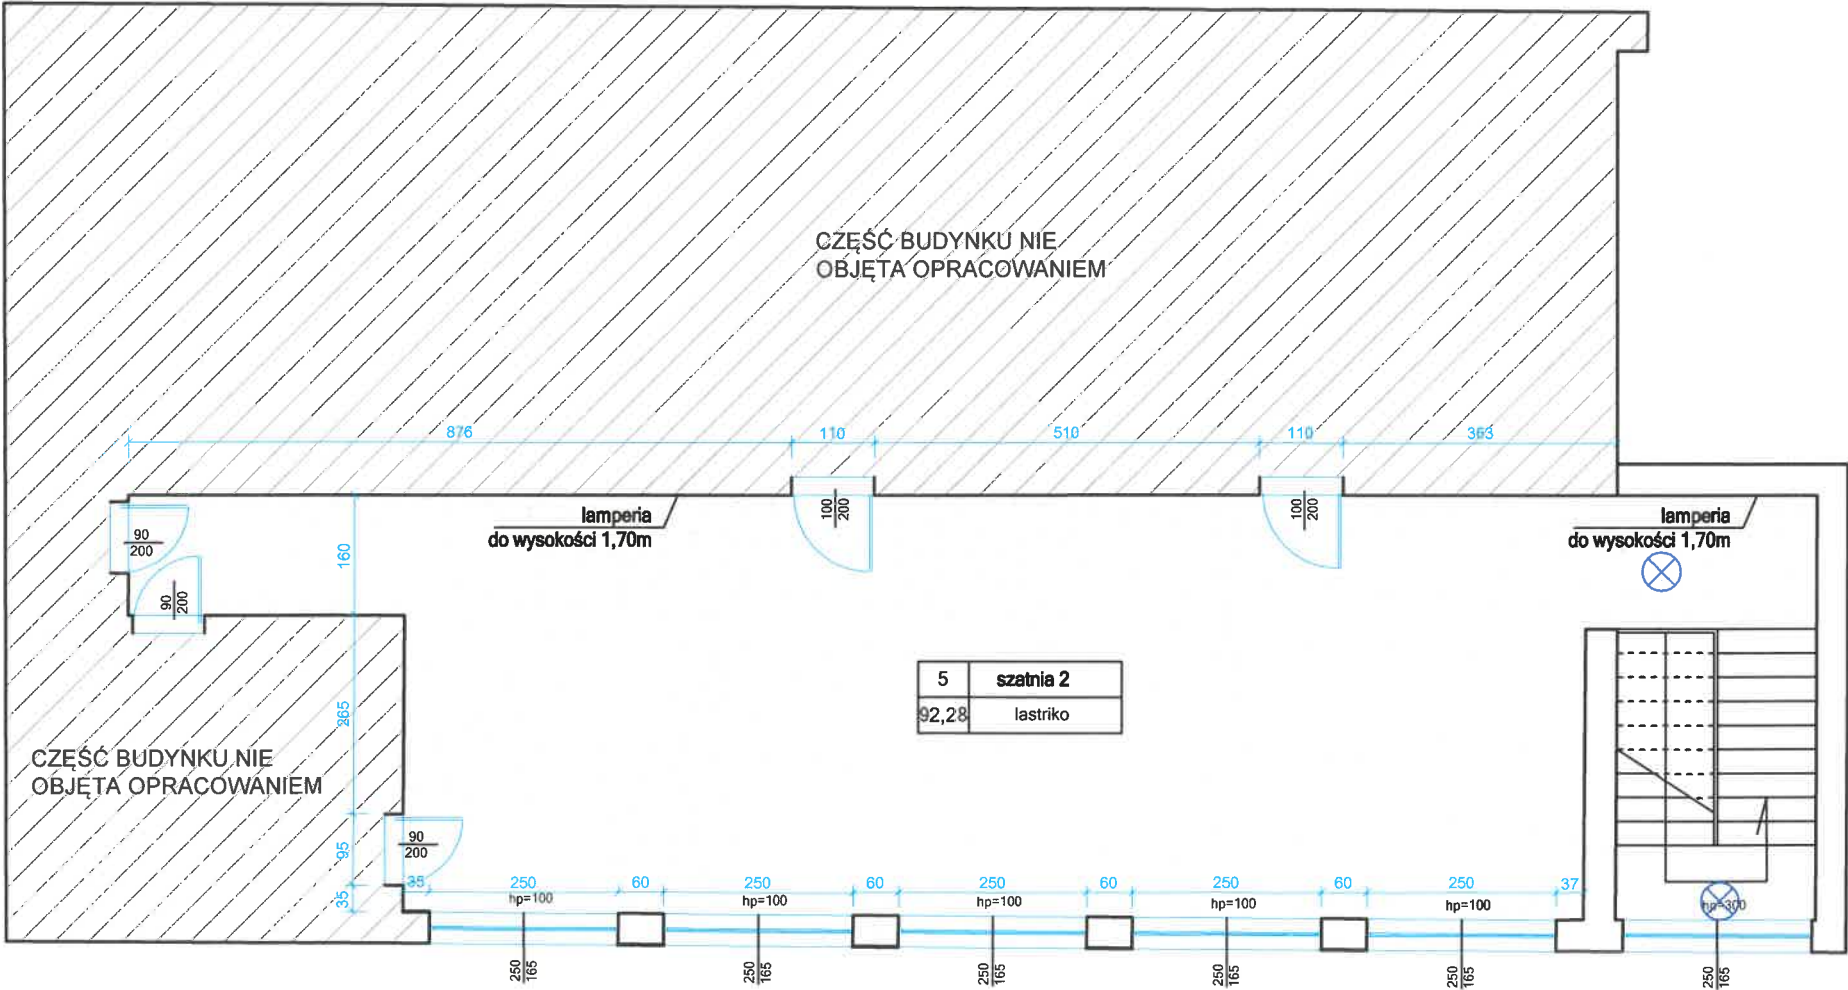 CZĘŚĆ BUDYNKU NIE
OBJĘTA OPRACOWANIEM
876
110
510
110
363
lamperia
do wysokości 1,70m
100
200
100
200
lamperia
do wysokości 1,70m
90
200
160
90
200
5
szatnia 2
92,28
lastriko
265
CZĘŚĆ BUDYNKU NIE
OBJĘTA OPRACOWANIEM
90
200
95
35
35
250
60
250
60
250
60
250
60
250
37
hp=100
hp=100
hp=100
hp=100
hp=100
hp=300
250
165
250
165
250
165
250
165
250
165
250
165